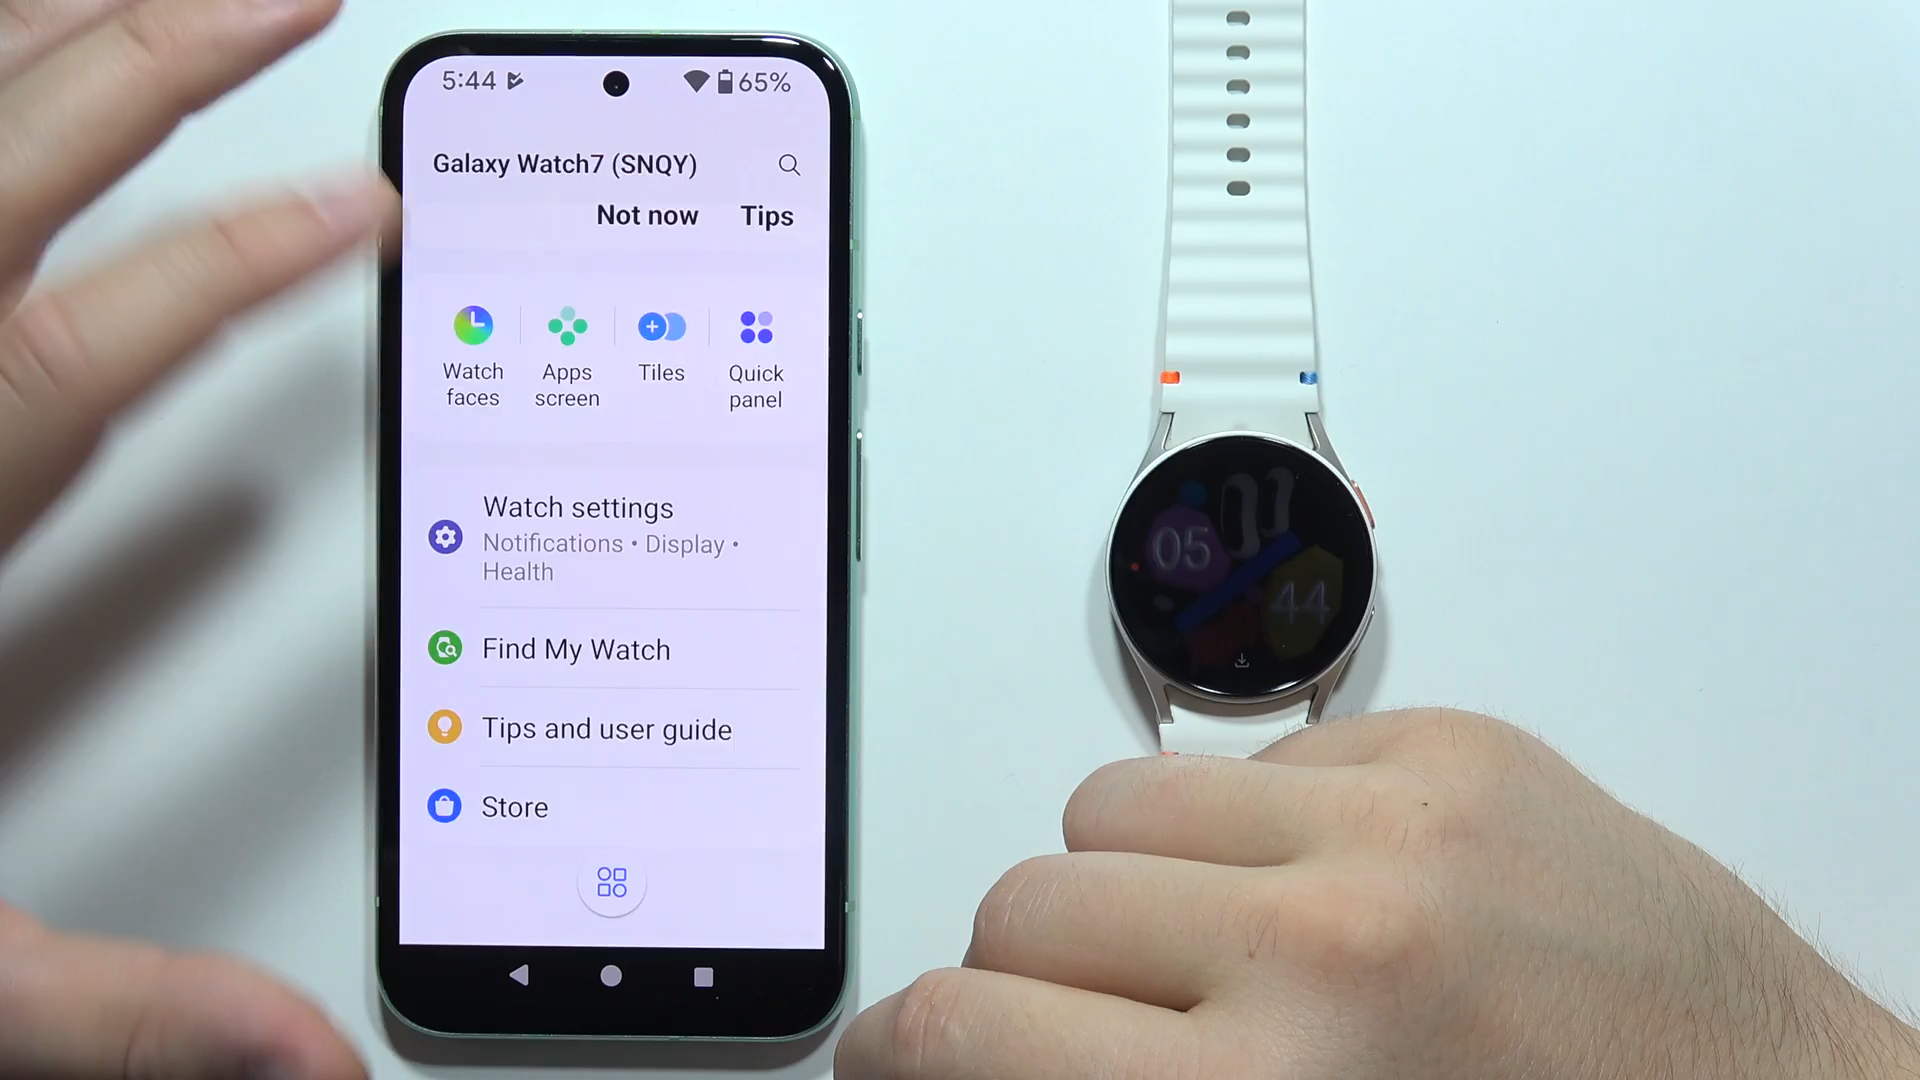 5:44
65%
Galaxy Watch7 (SNQY)
Not now Tips
Watch faces
Apps screen
Tiles
Quick panel
Watch settings
Notifications • Display •
Health
Find My Watch
Tips and user guide
Store
05
44